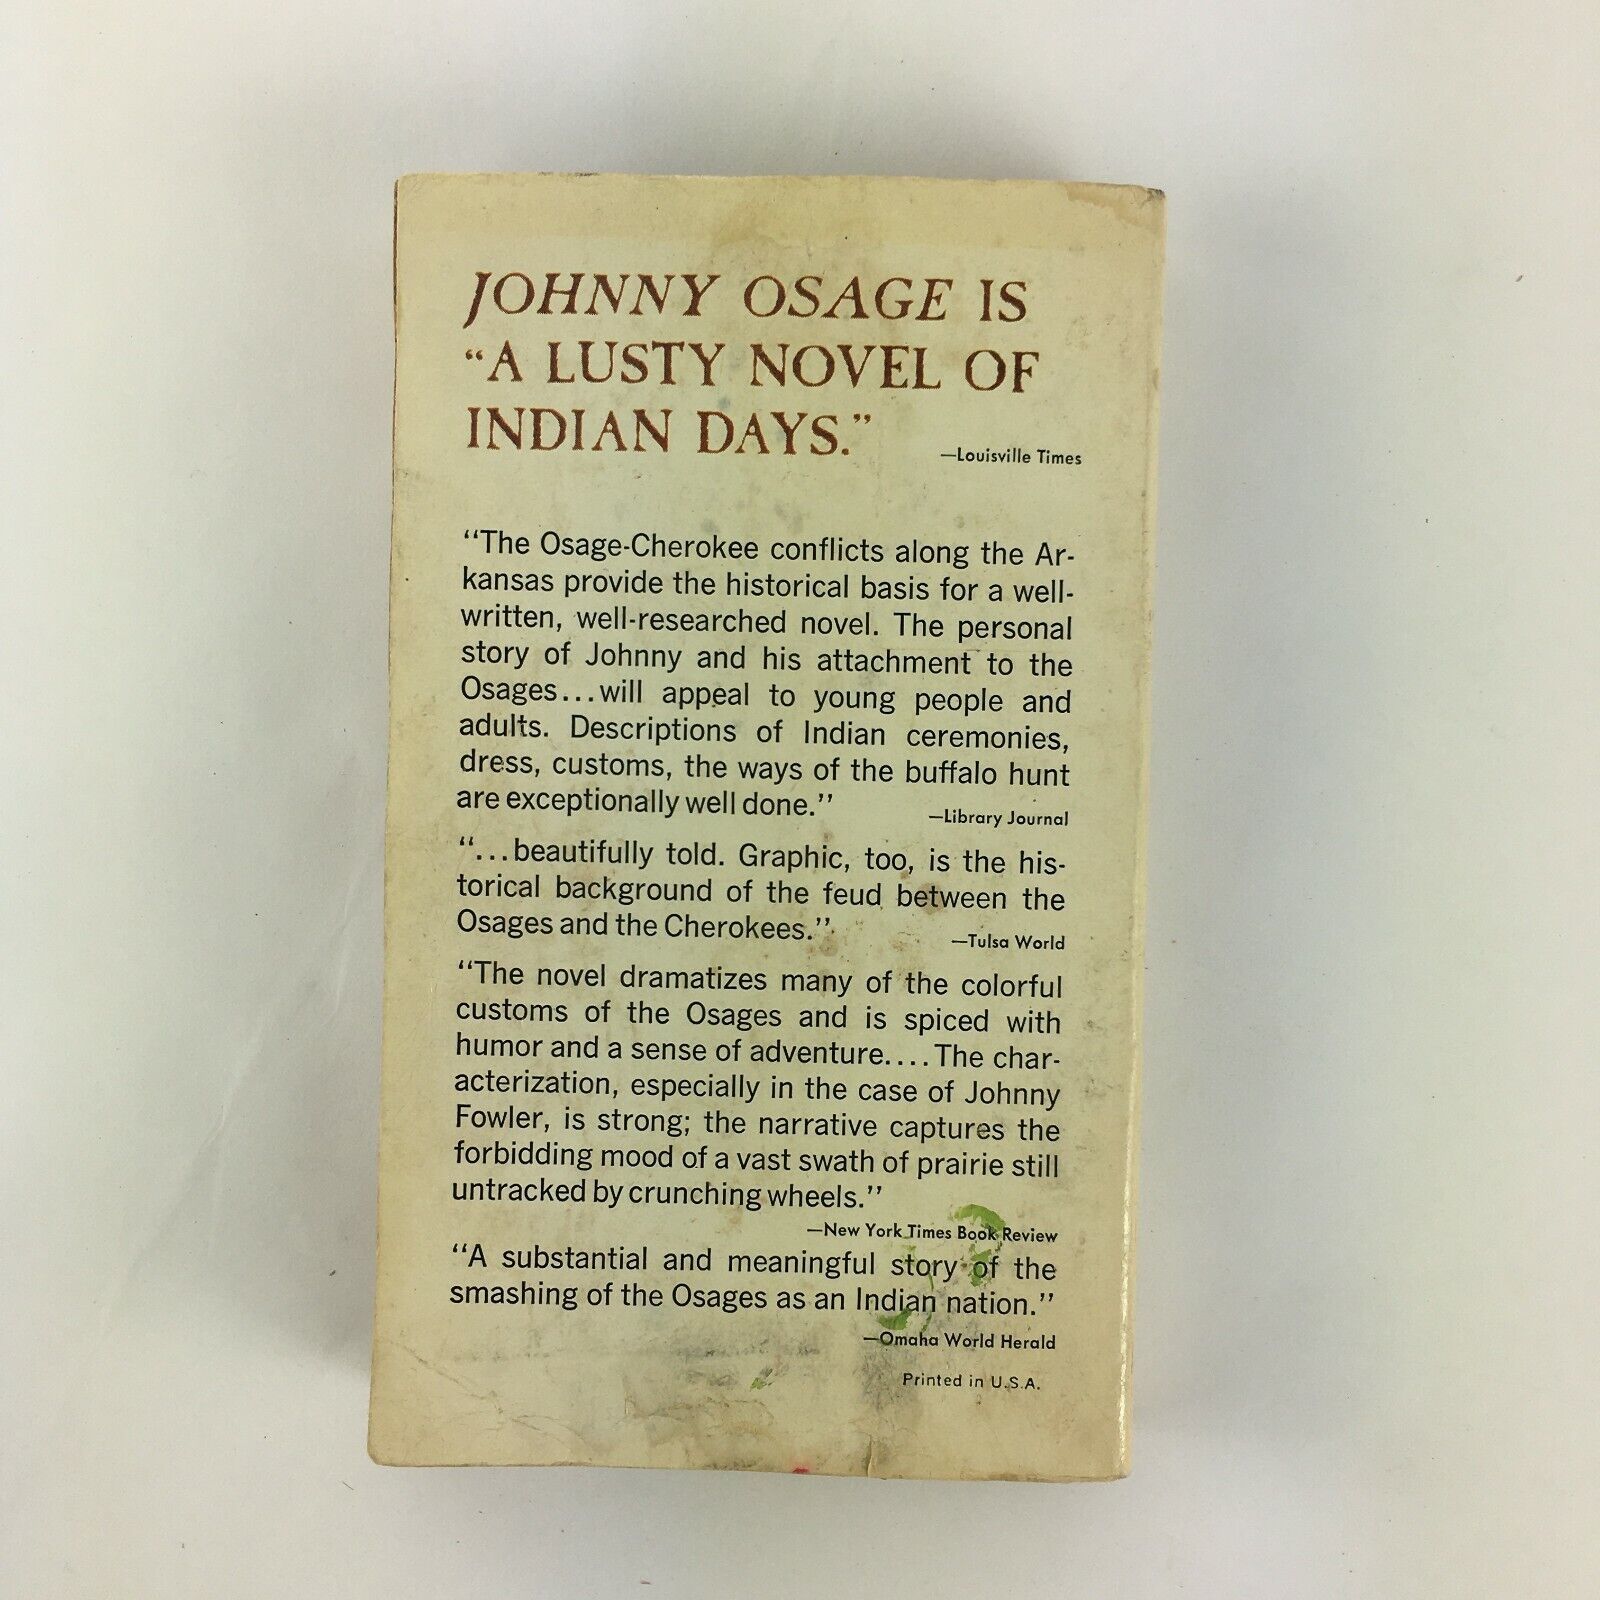 JOHNNY OSAGE IS
“A LUSTY NOVEL OF
INDIAN DAYS.”
—Louisville Times
“The Osage-Cherokee conflicts along the Ar-
kansas provide the historical basis for a well-
written, well-researched novel. The personal
story of Johnny and his attachment to the
Osages...will appeal to young people and
adults. Descriptions of Indian ceremonies,
dress, customs, the ways of the buffalo hunt
are exceptionally well done.”
—Library Journal
“...beautifully told. Graphic, too, is the his-
torical background of the feud between the
Osages and the Cherokees.”
—Tulsa World
“The novel dramatizes many of the colorful
customs of the Osages and is spiced with
humor and a sense of adventure.... The char-
acterization, especially in the case of Johnny
Fowler, is strong; the narrative captures the
forbidding mood of a vast swath of prairie still
untracked by crunching wheels.”
—New York Times Book Review
“A substantial and meaningful story of the
smashing of the Osages as an Indian nation.”
—Omaha World Herald
Printed in U.S.A.